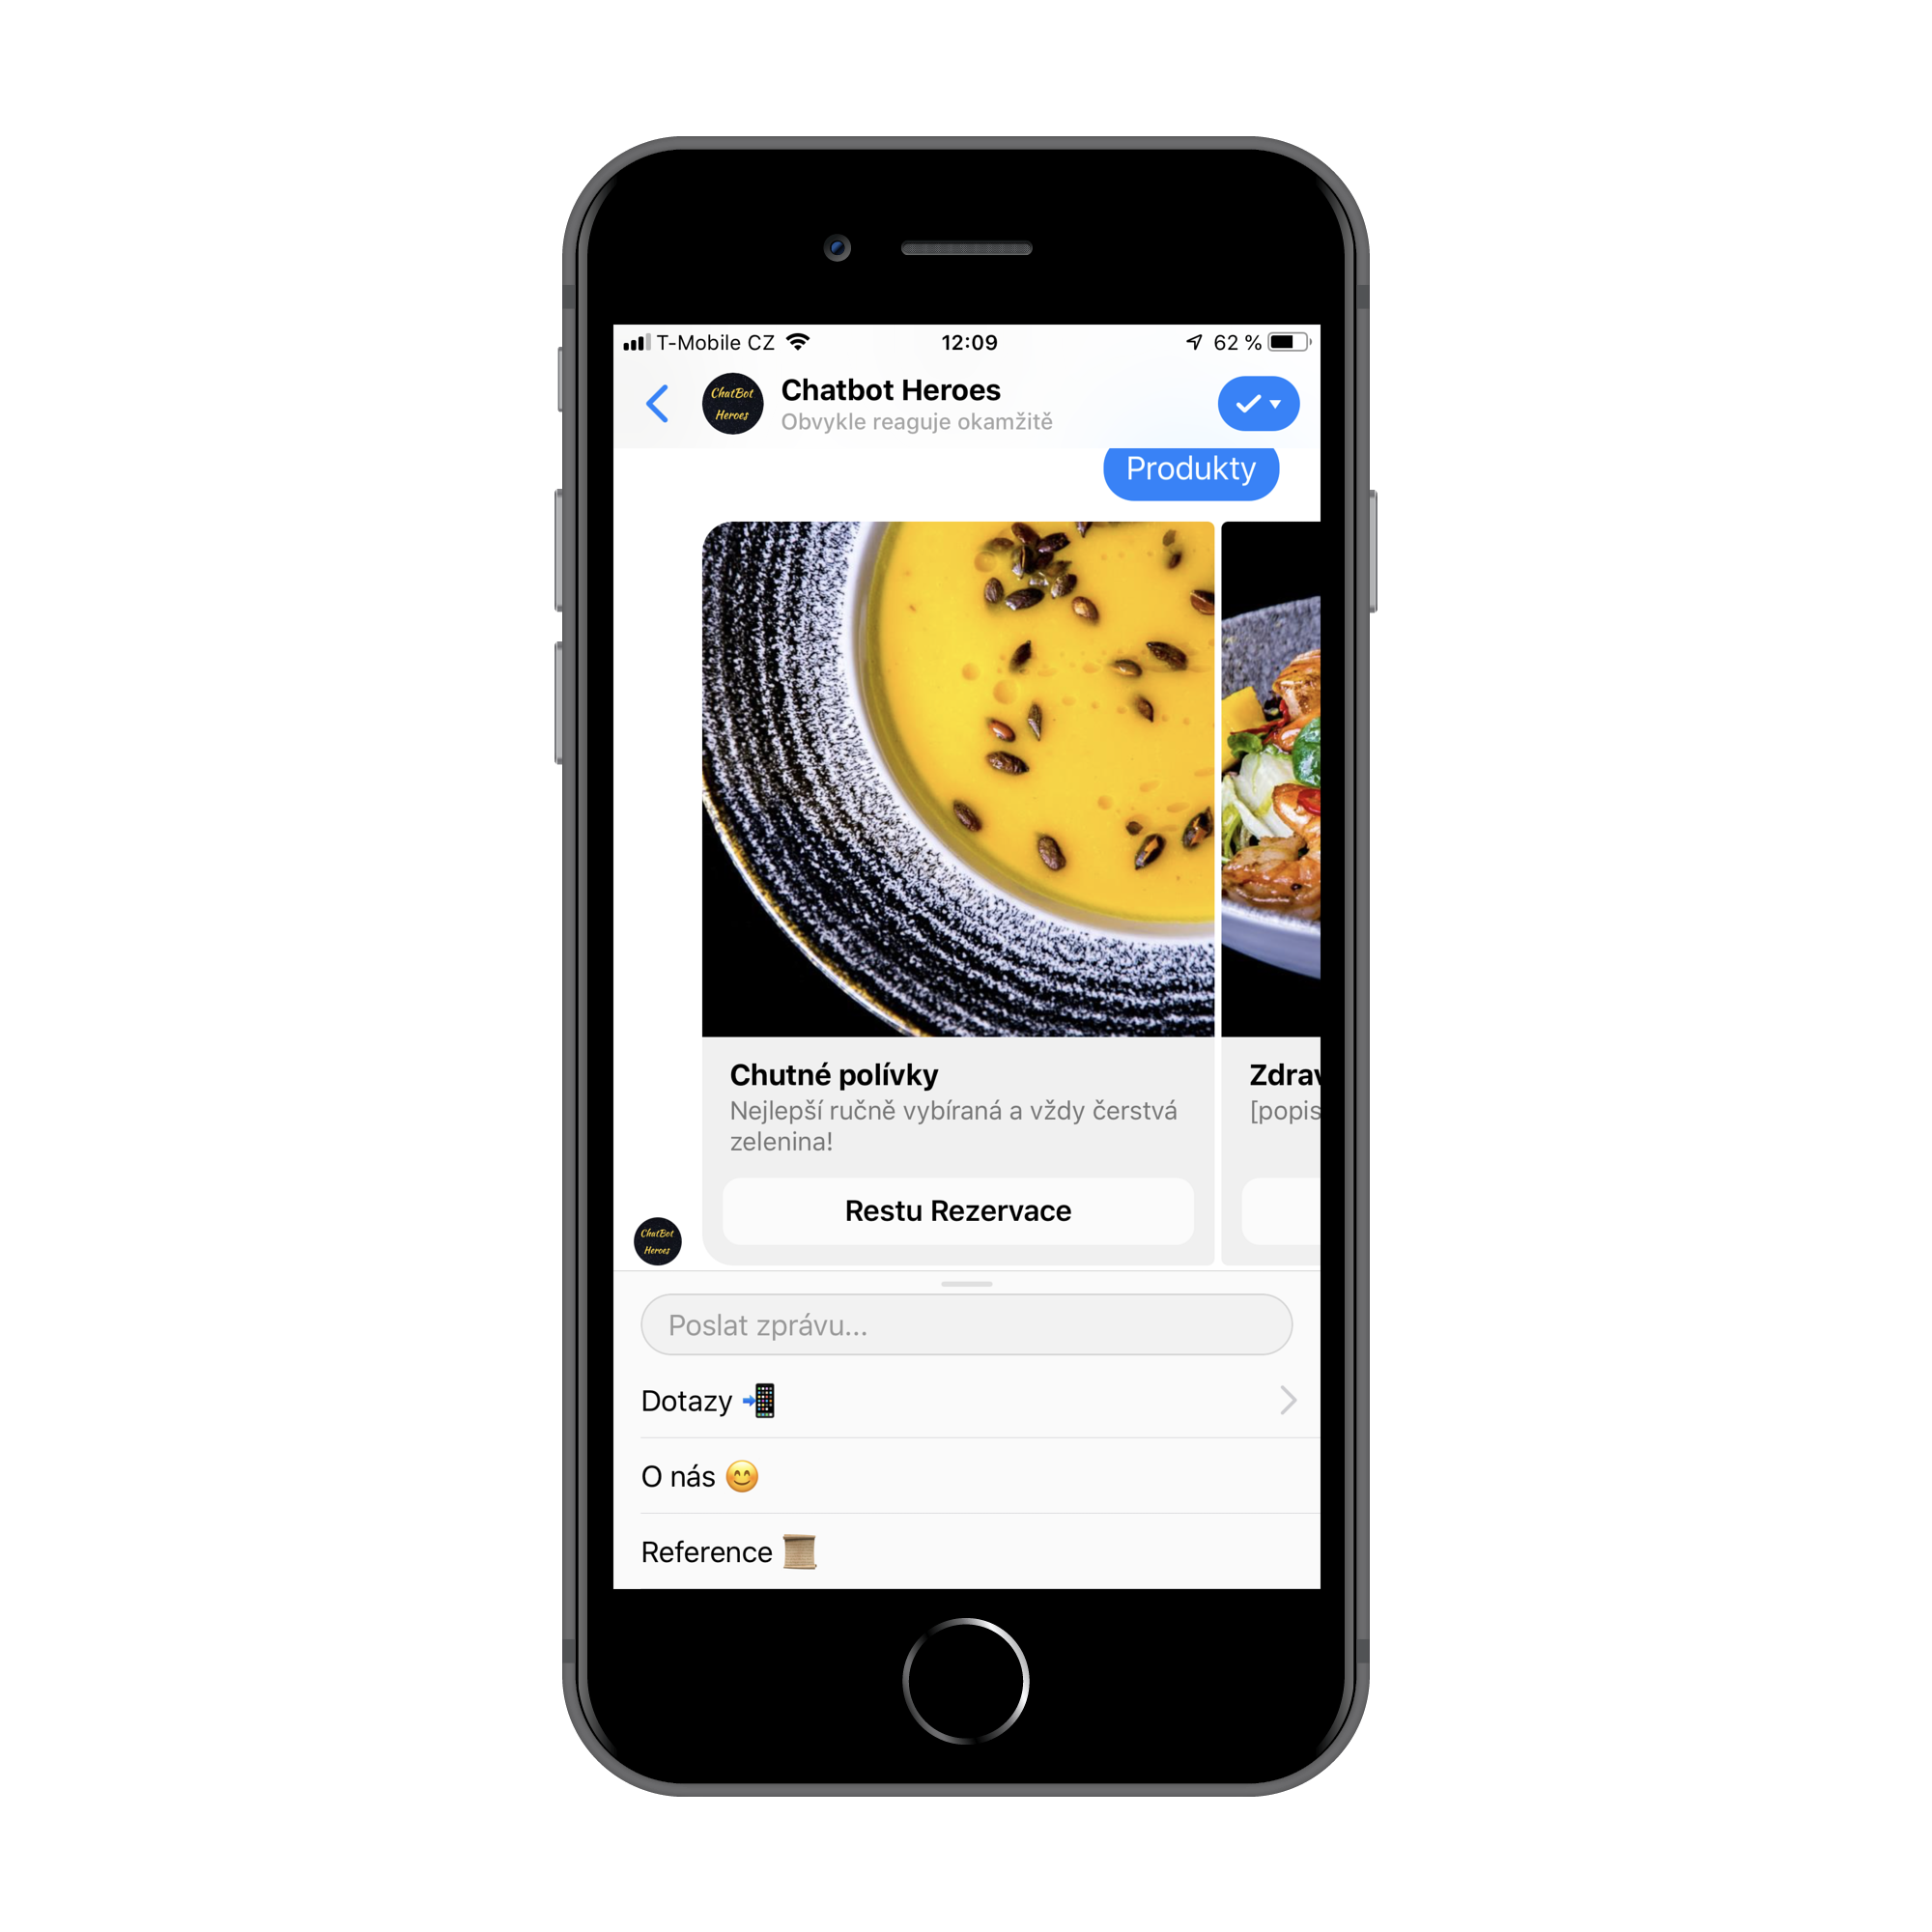 T-Mobile CZ 12:09 62 %
ChatBot
Heroes
Chatbot Heroes
Obvykle reaguje okamžitě
Produkty
Chutné polívky
Nejlepší ručně vybíraná a vždy čerstvá
zelenina!
Restu Rezervace
Zdrav
[popis
ChatBot
Heroes
Poslat zprávu...
Dotazy 📲
O nás 😊
Reference 📜